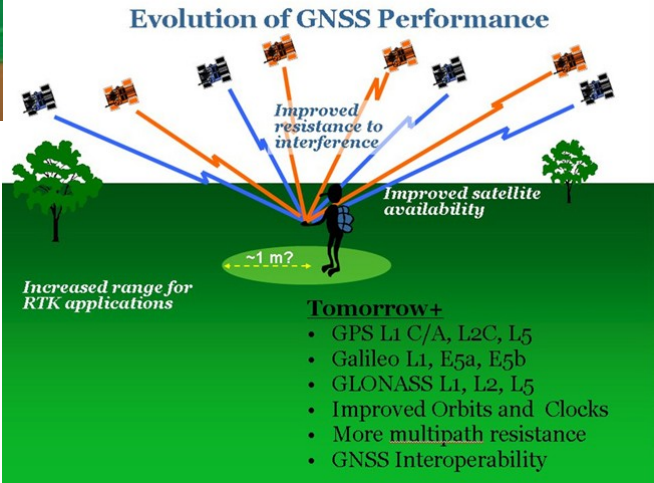 Evolution of GNSS Performance
Improved
resistance to
interference
Improved satellite
availability
~1 m?
Increased range for
RTK applications
Tomorrow+
• GPS L1 C/A, L2C, L5
• Galileo L1, E5a, E5b
• GLONASS L1, L2, L5
• Improved Orbits and Clocks
• More multipath resistance
• GNSS Interoperability